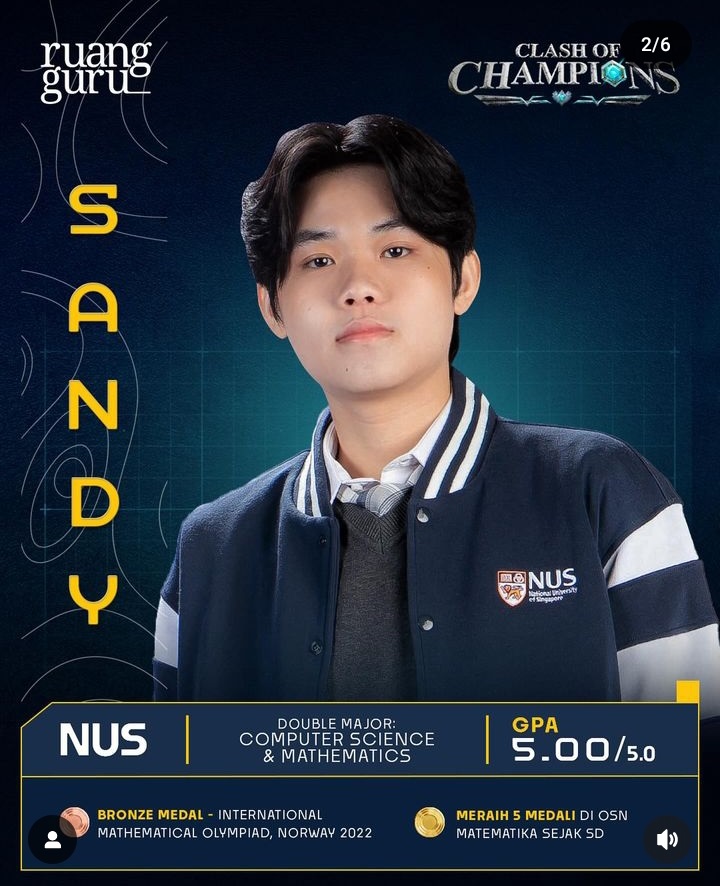 ruang
guru
CLASH OF
CHAMPIONS
2/6
SANDY
NUS
National University
of Singapore
NUS
DOUBLE MAJOR:
COMPUTER SCIENCE
& MATHEMATICS
GPA
5.00/5.0
BRONZE MEDAL - INTERNATIONAL
MATHEMATICAL OLYMPIAD, NORWAY 2022
MERAIH 5 MEDALI DI OSN
MATEMATIKA SEJAK SD